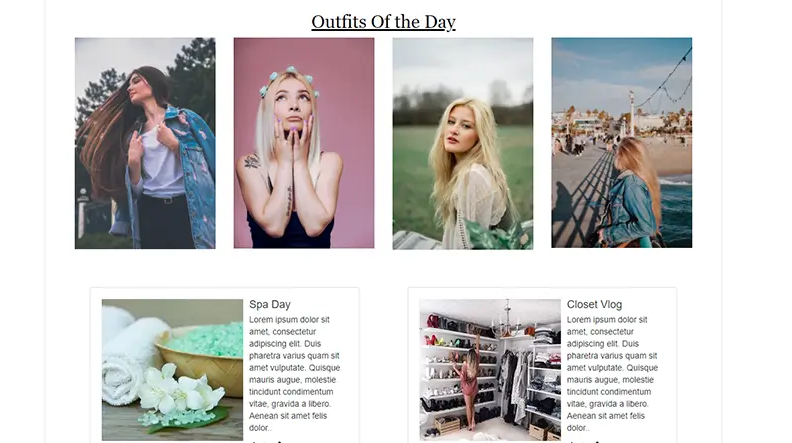 Outfits Of the Day
Spa Day
Lorem ipsum dolor sit
amet, consectetur
adipiscing elit. Duis
pharetra varius quam sit
amet vulputate. Quisque
mauris augue, molestie
tincidunt condimentum
vitae, gravida a libero.
Aenean sit amet felis
dolor..
Closet Vlog
Lorem ipsum dolor sit
amet, consectetur
adipiscing elit. Duis
pharetra varius quam sit
amet vulputate. Quisque
mauris augue, molestie
tincidunt condimentum
vitae, gravida a libero.
Aenean sit amet felis
dolor..